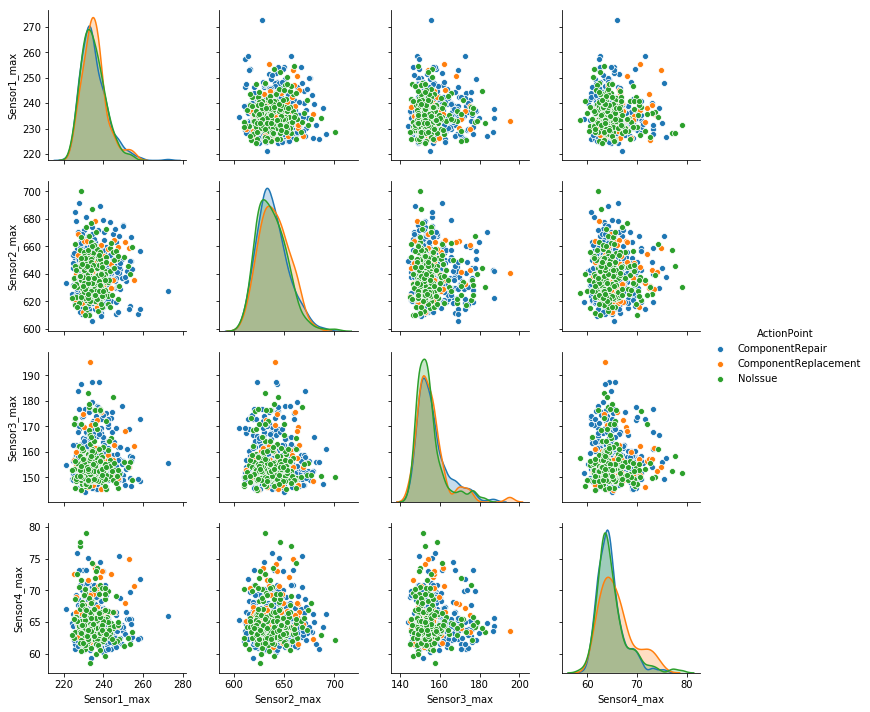 270
260
250
240
230
220
Sensor1_max
700
680
660
640
620
600
Sensor2_max
ActionPoint
ComponentRepair
ComponentReplacement
NoIssue
190
180
170
160
150
Sensor3_max
80
75
70
65
60
Sensor4_max
220 240 260 280
600 650 700
140 160 180 200
60 70 80
Sensor1_max Sensor2_max Sensor3_max Sensor4_max